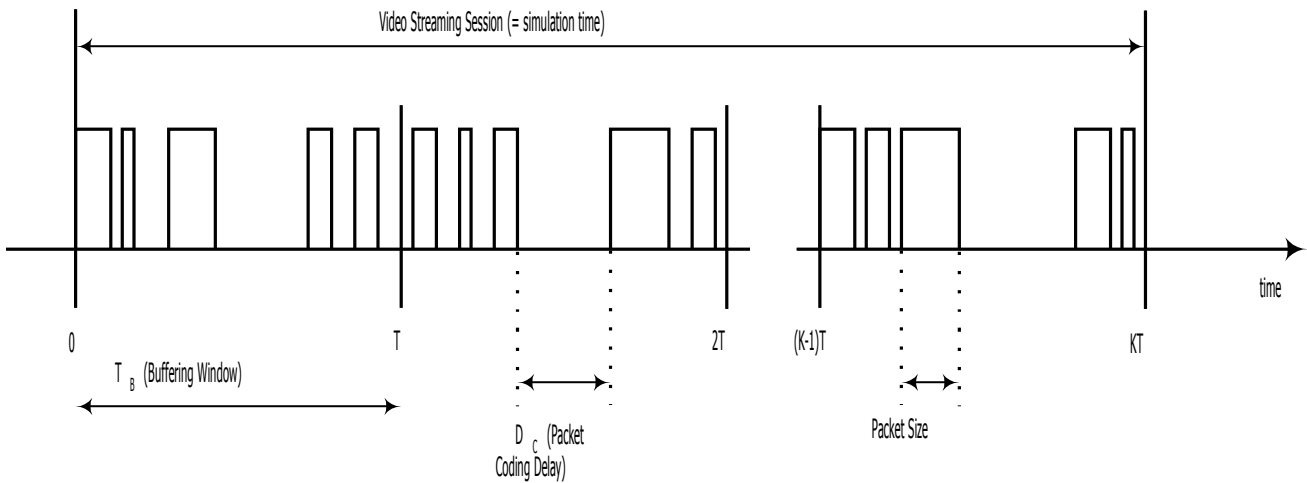 Video Streaming Session (= simulation time)
time
0
T
2T
(K-1)T
KT
T B (Buffering Window)
D C (Packet
Coding Delay)
Packet Size